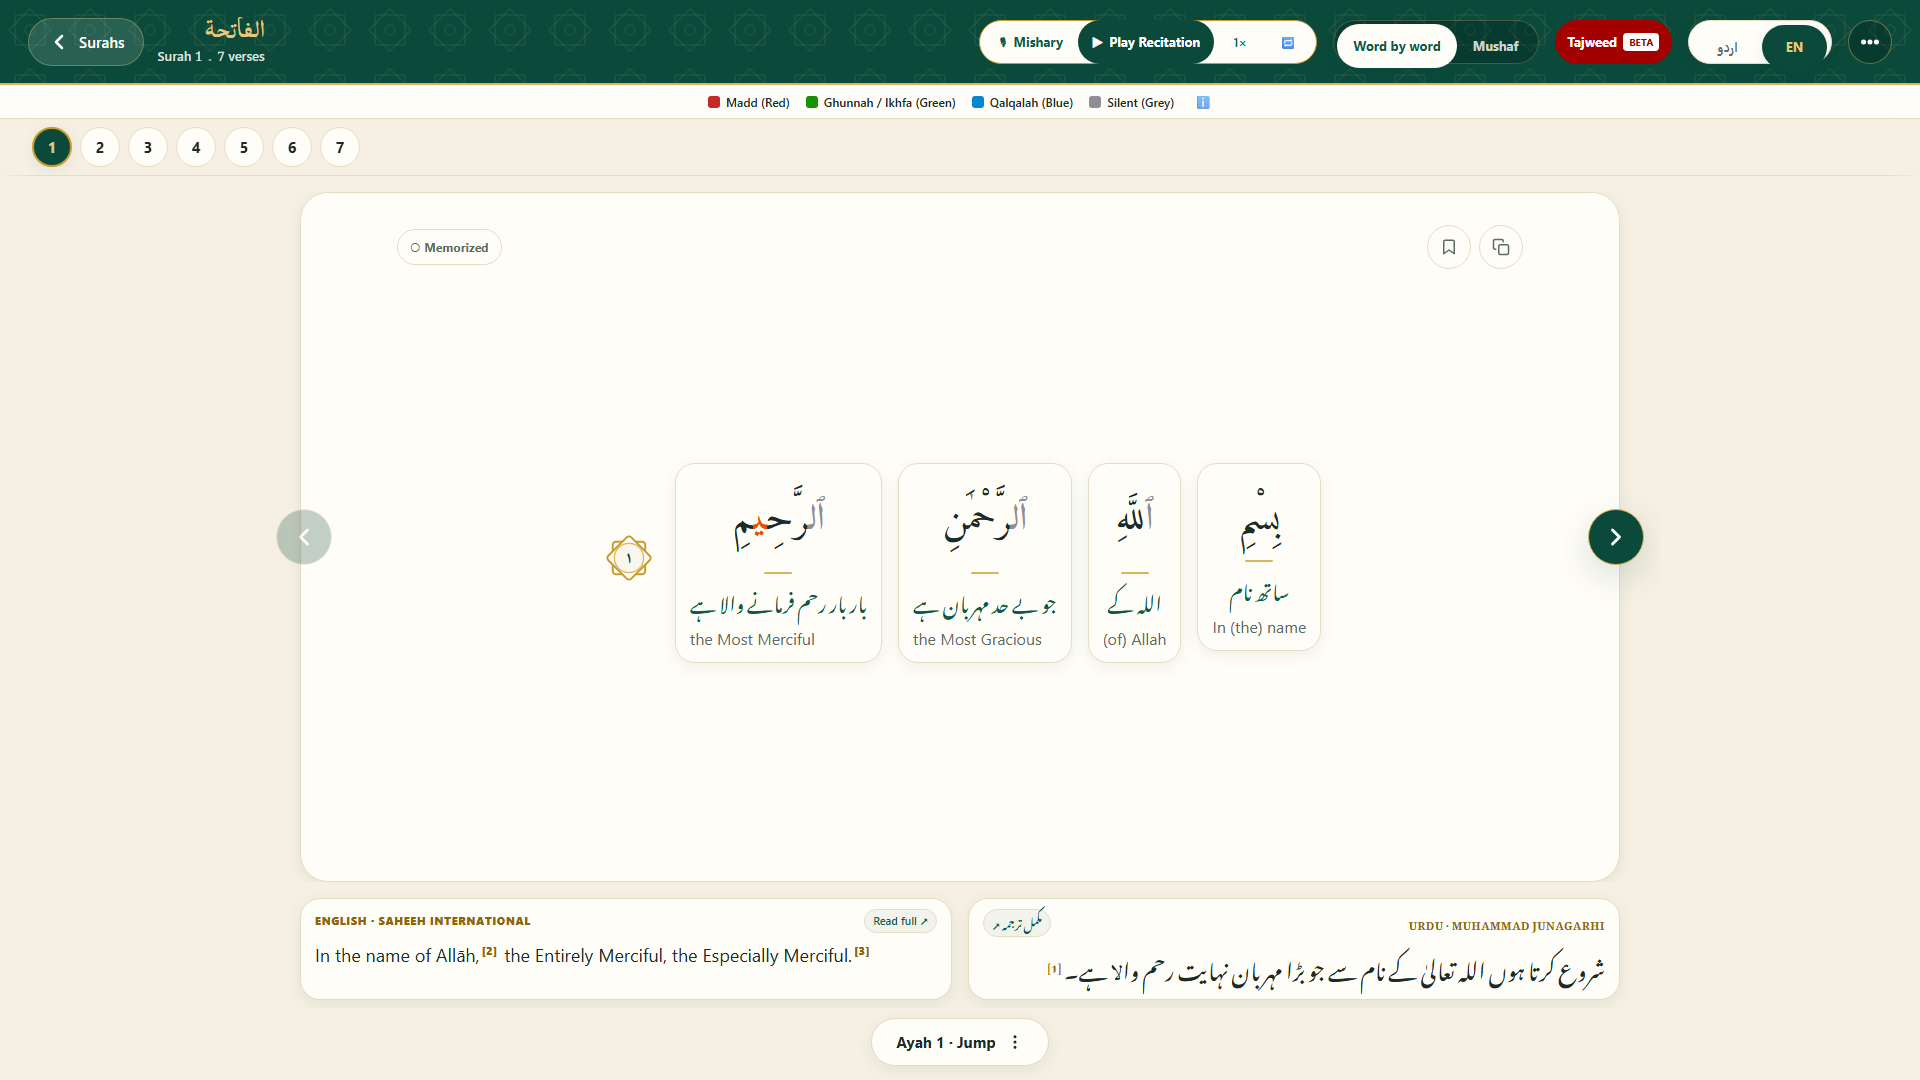 Surahs
الفاتحة
Surah 1 . 7 verses
Mishary
Play Recitation
1×
Word by word
Mushaf
Tajweed BETA
اردو
EN
Madd (Red)
Ghunnah / Ikhfa (Green)
Qalqalah (Blue)
Silent (Grey)
1 2 3 4 5 6 7
Memorized
بِسْمِ
ساتھ نام
In (the) name
ٱللَّهِ
اللہ کے
(of) Allah
ٱلرَّحْمَٰنِ
جو بے حد مہربان ہے
the Most Gracious
ٱلرَّحِيمِ
بار بار رحم فرمانے والا ہے
the Most Merciful
١
ENGLISH · SAHEEH INTERNATIONAL
Read full ↗
In the name of Allāh,[2] the Entirely Merciful, the Especially Merciful.[3]
URDU · MUHAMMAD JUNAGARHI
مکمل ترجمہ ↗
شروع کرتا ہوں اللہ تعالیٰ کے نام سے جو بڑا مہربان نہایت رحم والا ہے۔ [1]
Ayah 1 · Jump